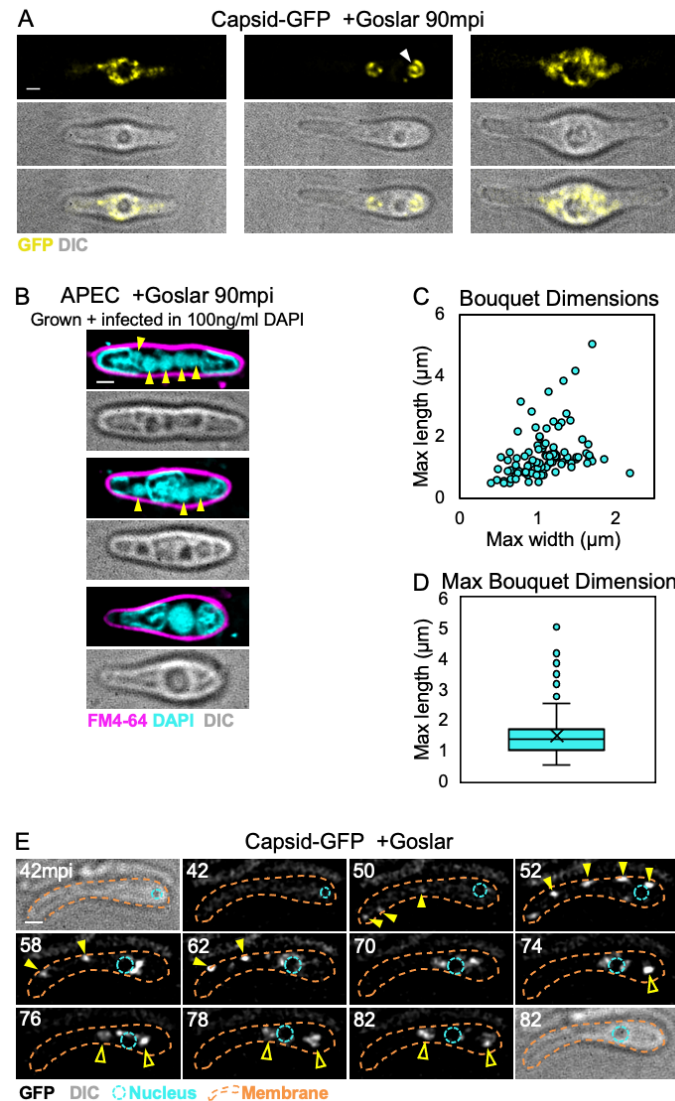 A
Capsid-GFP +Goslar 90mpi
GFP DIC
B
APEC +Goslar 90mpi
Grown + infected in 100ng/ml DAPI
FM4-64 DAPI DIC
C
Bouquet Dimensions
Max length (µm)
6
4
2
0
0
1
2
Max width (µm)
D
Max Bouquet Dimension
Max length (µm)
6
5
4
3
2
1
0
E
Capsid-GFP +Goslar
42mpi
42
50
52
58
62
70
74
76
78
82
82
GFP DIC Nucleus Membrane